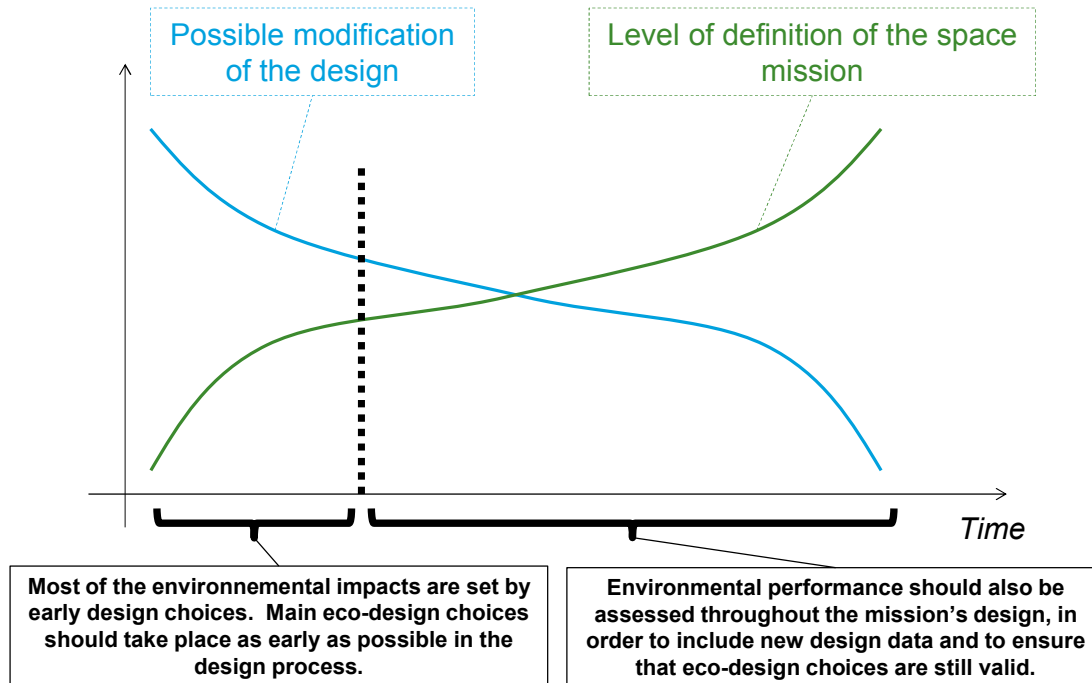 Possible modification
of the design
Level of definition of the space
mission
Time
Most of the environnemental impacts are set by
early design choices.  Main eco-design choices
should take place as early as possible in the
design process.
Environmental performance should also be
assessed throughout the mission’s design, in
order to include new design data and to ensure
that eco-design choices are still valid.